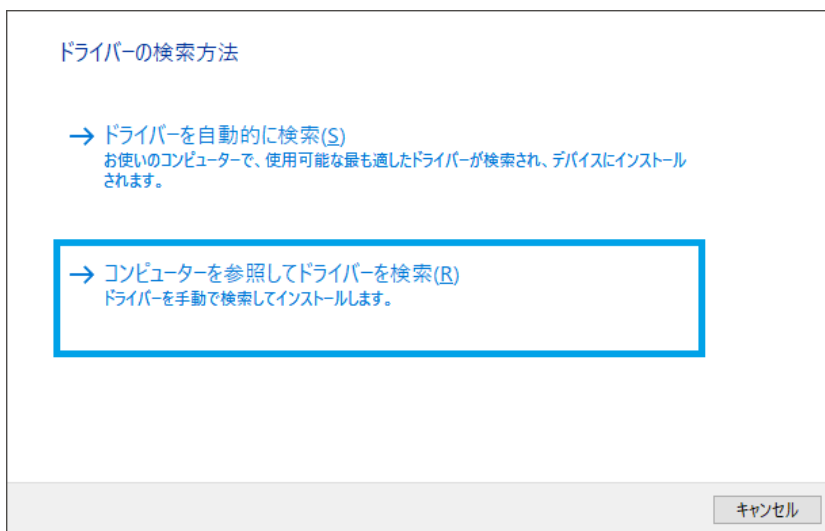 ドライバーの検索方法
→ ドライバーを自動的に検索(S)
お使いのコンピューターで、使用可能な最も適したドライバーが検索され、デバイスにインストール
されます。
→ コンピューターを参照してドライバーを検索(R)
ドライバーを手動で検索してインストールします。
キャンセル